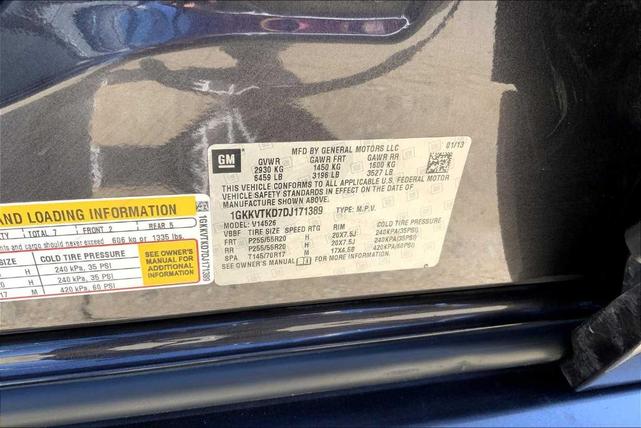 GM
MFD BY GENERAL MOTORS LLC
01/13
GVWR GAWR FRT GAWR RR
2930 KG 1450 KG 1600 KG
6459 LB 3196 LB 3527 LB
THIS VEHICLE CONFORMS TO ALL APPLICABLE U.S. FEDERAL MOTOR
VEHICLE SAFETY STANDARDS IN EFFECT ON THE DATE OF
MANUFACTURE SHOWN ABOVE.
1GKKVTKD7DJ171389 TYPE: M.P.V.
MODEL: V14526
TIRE SIZE SPEED RTG RIM COLD TIRE PRESSURE
FRT P255/55R20 H 20X7.5J 240KPA(35PSI)
RR P255/55R20 H 20X7.5J 240KPA(35PSI)
SPA T145/70R17 M 17X4.5B 420KPA(60PSI)
SEE OWNER'S MANUAL FOR MORE INFORMATION.
AND LOADING INFORMATION
TOTAL 7 FRONT 2 REAR 5
and cargo should never exceed 606 kg or 1335 lbs.
COLD TIRE PRESSURE
240 kPa, 35 PSI
240 kPa, 35 PSI
M 420 kPa, 60 PSI
SEE OWNER'S
MANUAL FOR
ADDITIONAL
INFORMATION
1GKKVTKD7DJ171389